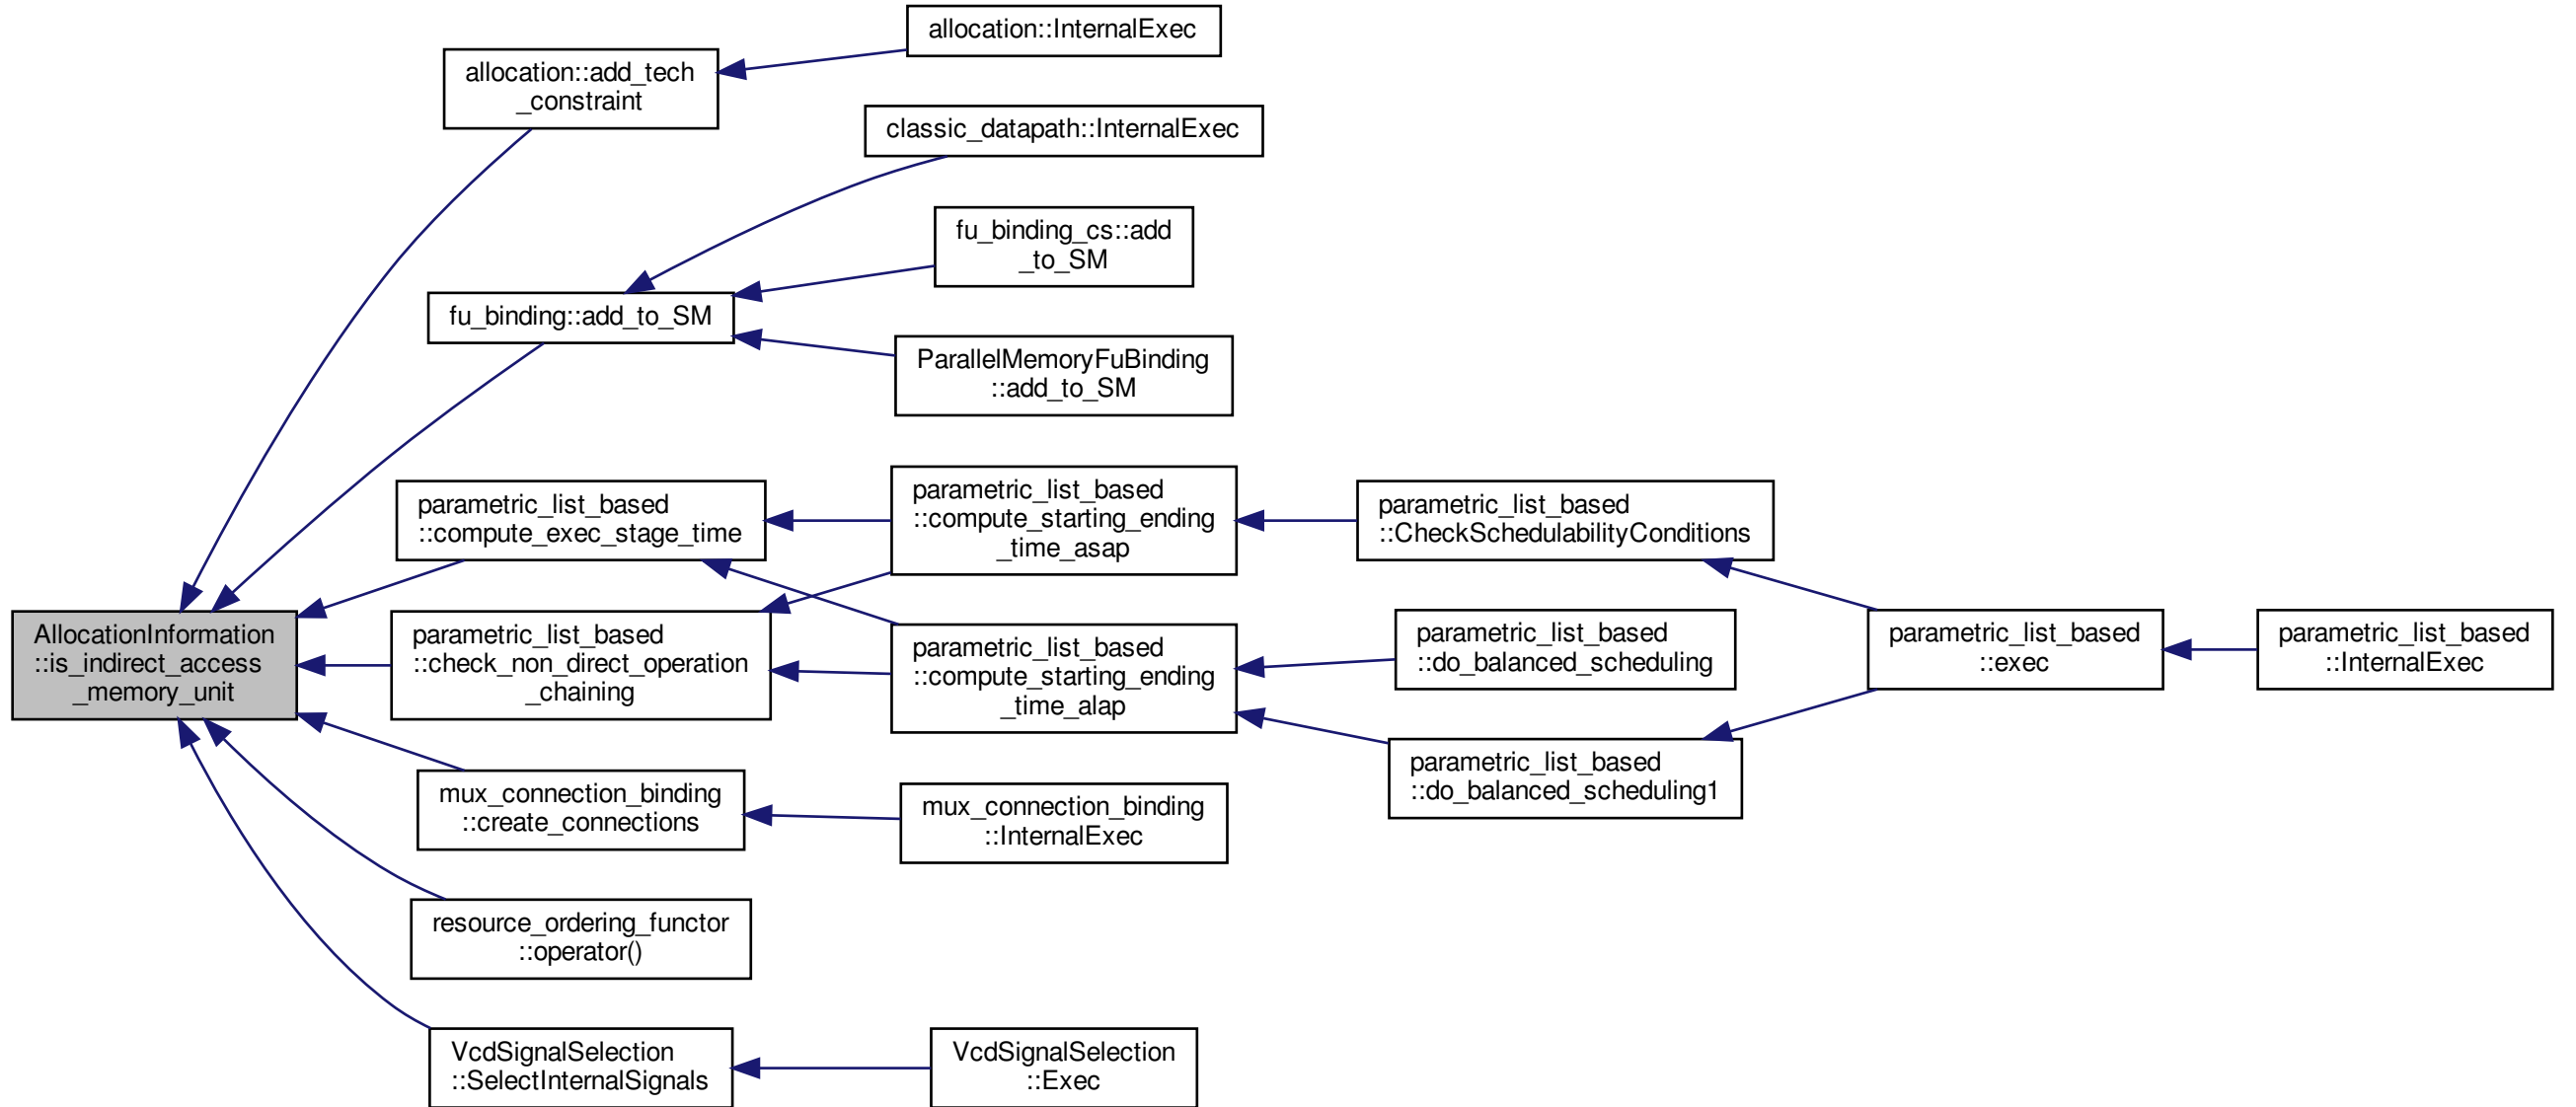 allocation::InternalExec
allocation::add_tech
_constraint
classic_datapath::InternalExec
fu_binding_cs::add
_to_SM
fu_binding::add_to_SM
ParallelMemoryFuBinding
::add_to_SM
parametric_list_based
::compute_exec_stage_time
parametric_list_based
::compute_starting_ending
_time_asap
parametric_list_based
::CheckSchedulabilityConditions
AllocationInformation
::is_indirect_access
_memory_unit
parametric_list_based
::check_non_direct_operation
_chaining
parametric_list_based
::compute_starting_ending
_time_alap
parametric_list_based
::do_balanced_scheduling
parametric_list_based
::exec
parametric_list_based
::InternalExec
parametric_list_based
::do_balanced_scheduling1
mux_connection_binding
::create_connections
mux_connection_binding
::InternalExec
resource_ordering_functor
::operator()
VcdSignalSelection
::SelectInternalSignals
VcdSignalSelection
::Exec